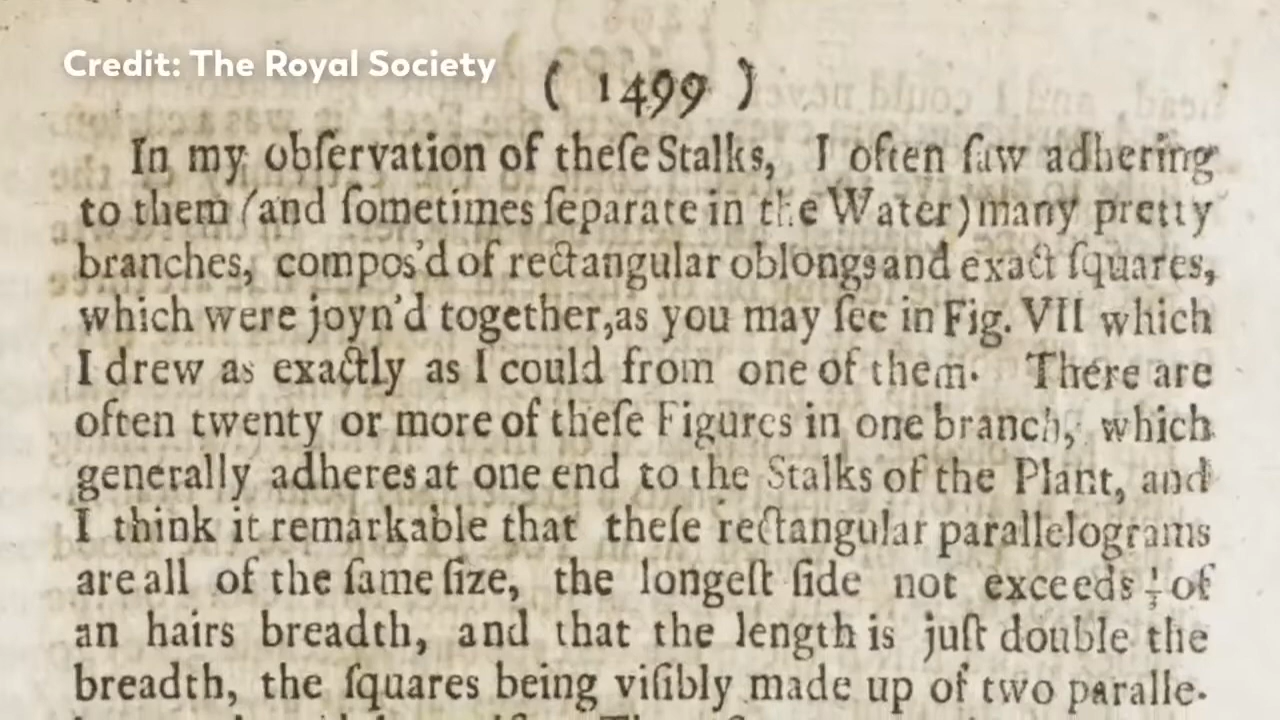 Credit: The Royal Society
( 1499 )
In my obſervation of theſe Stalks, I often ſaw adhering
to them (and ſometimes ſeparate in the Water) many pretty
branches, compos'd of rectangular oblongs and exact ſquares,
which were joyn'd together, as you may ſee in Fig. VII which
I drew as exactly as I could from one of them. There are
often twenty or more of theſe Figures in one branch, which
generally adheres at one end to the Stalks of the Plant, and
I think it remarkable that theſe rectangular parallelograms
are all of the ſame ſize, the longeſt ſide not exceeds of
an hairs breadth, and that the length is juſt double the
breadth, the ſquares being viſibly made up of two paralle-